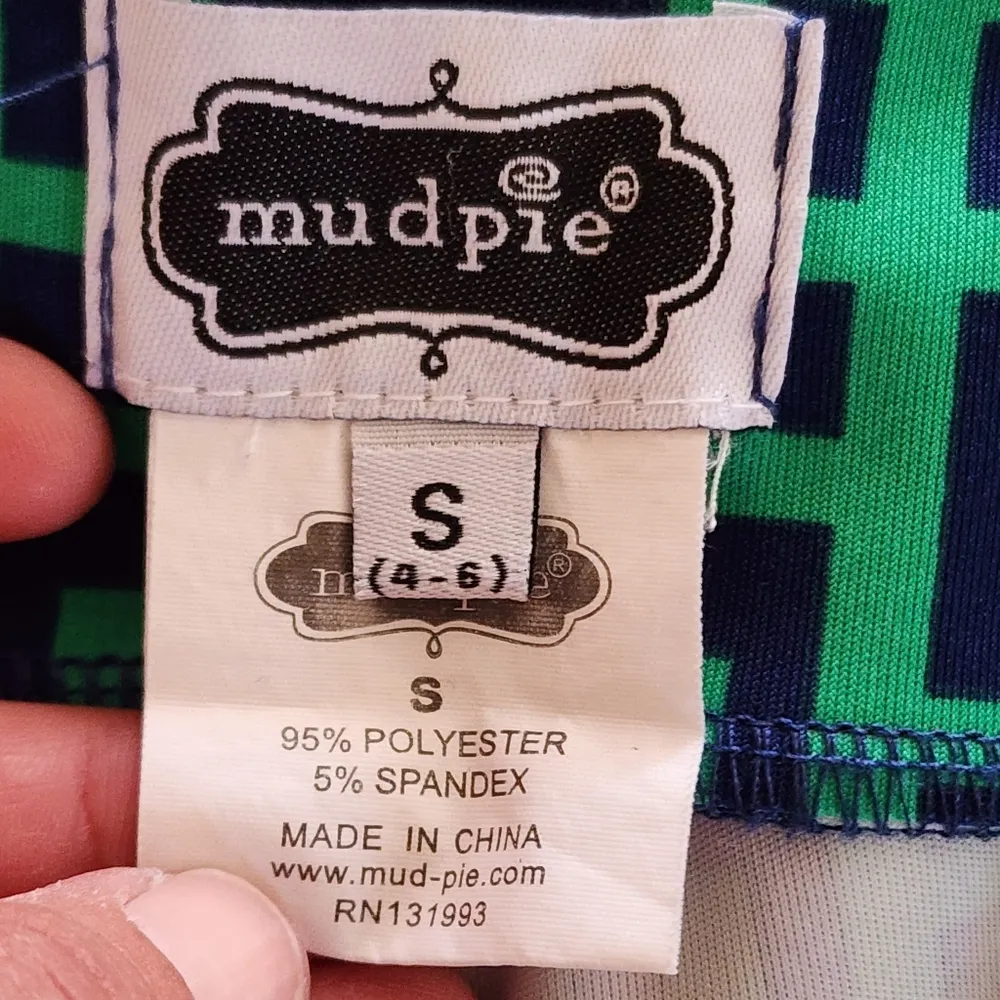 mudpie®
S
(4-6)
S
95% POLYESTER
5% SPANDEX
MADE IN CHINA
www.mud-pie.com
RN131993